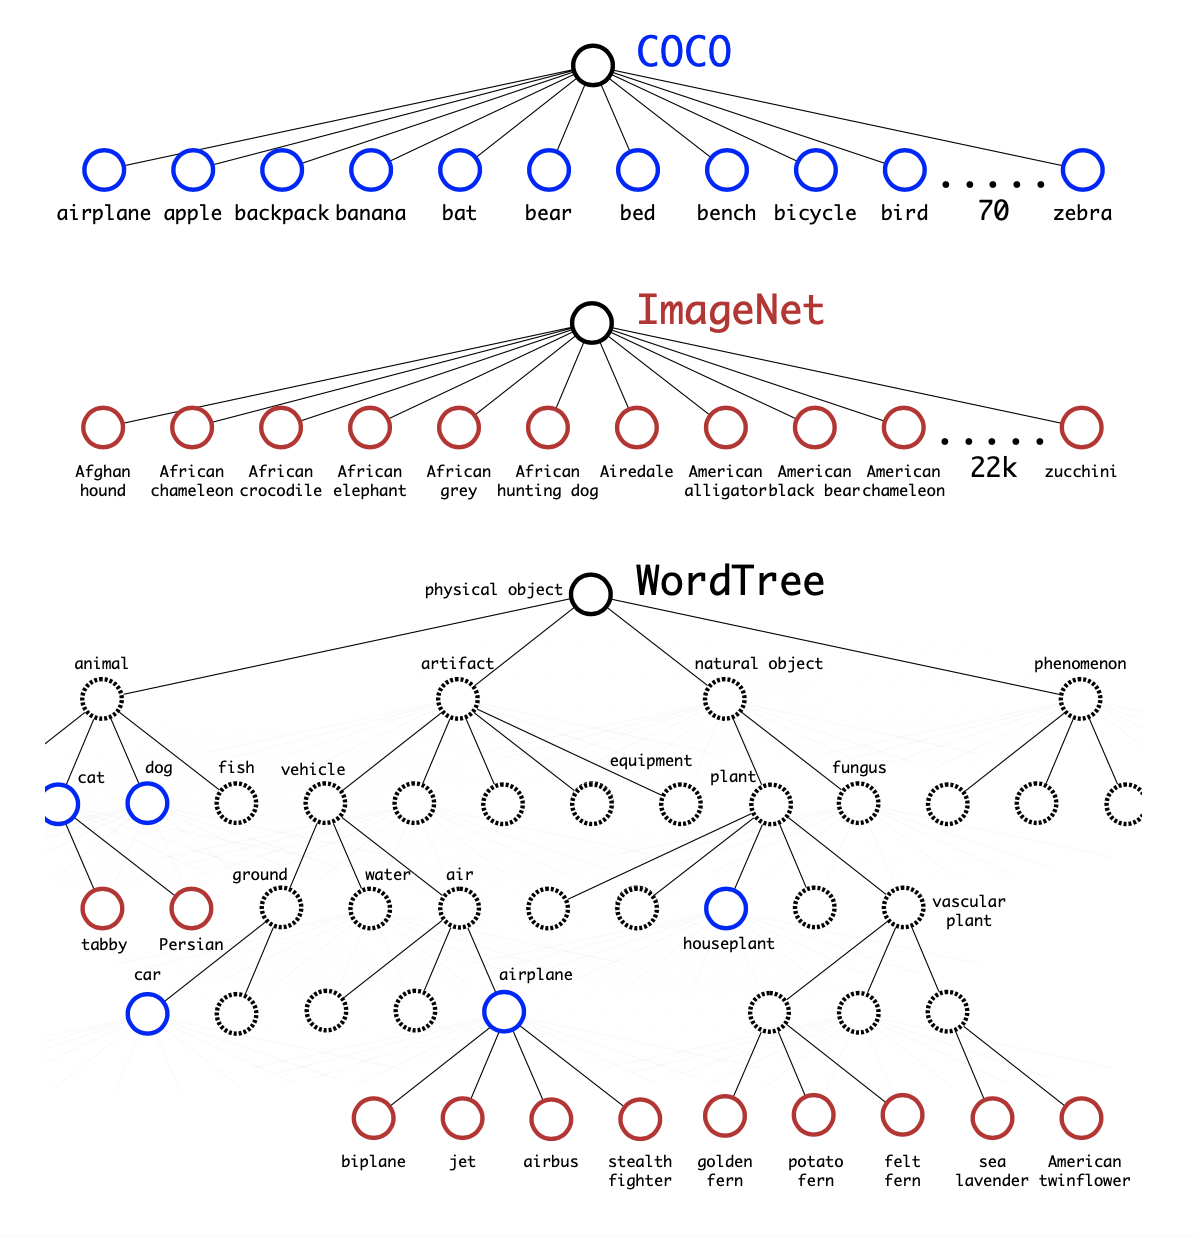 COCO
airplane apple backpack banana bat bear bed bench bicycle bird 70 zebra
ImageNet
Afghan hound
African chameleon
African crocodile
African elephant
African grey
African hunting dog
Airedale
American alligator
American black bear
American chameleon
22k
zucchini
WordTree
physical object
animal artifact natural object phenomenon
cat dog fish vehicle equipment plant fungus
ground water air
tabby Persian houseplant vascular plant
car airplane
biplane jet airbus
stealth fighter
golden fern
potato fern
felt fern
sea lavender
American twinflower